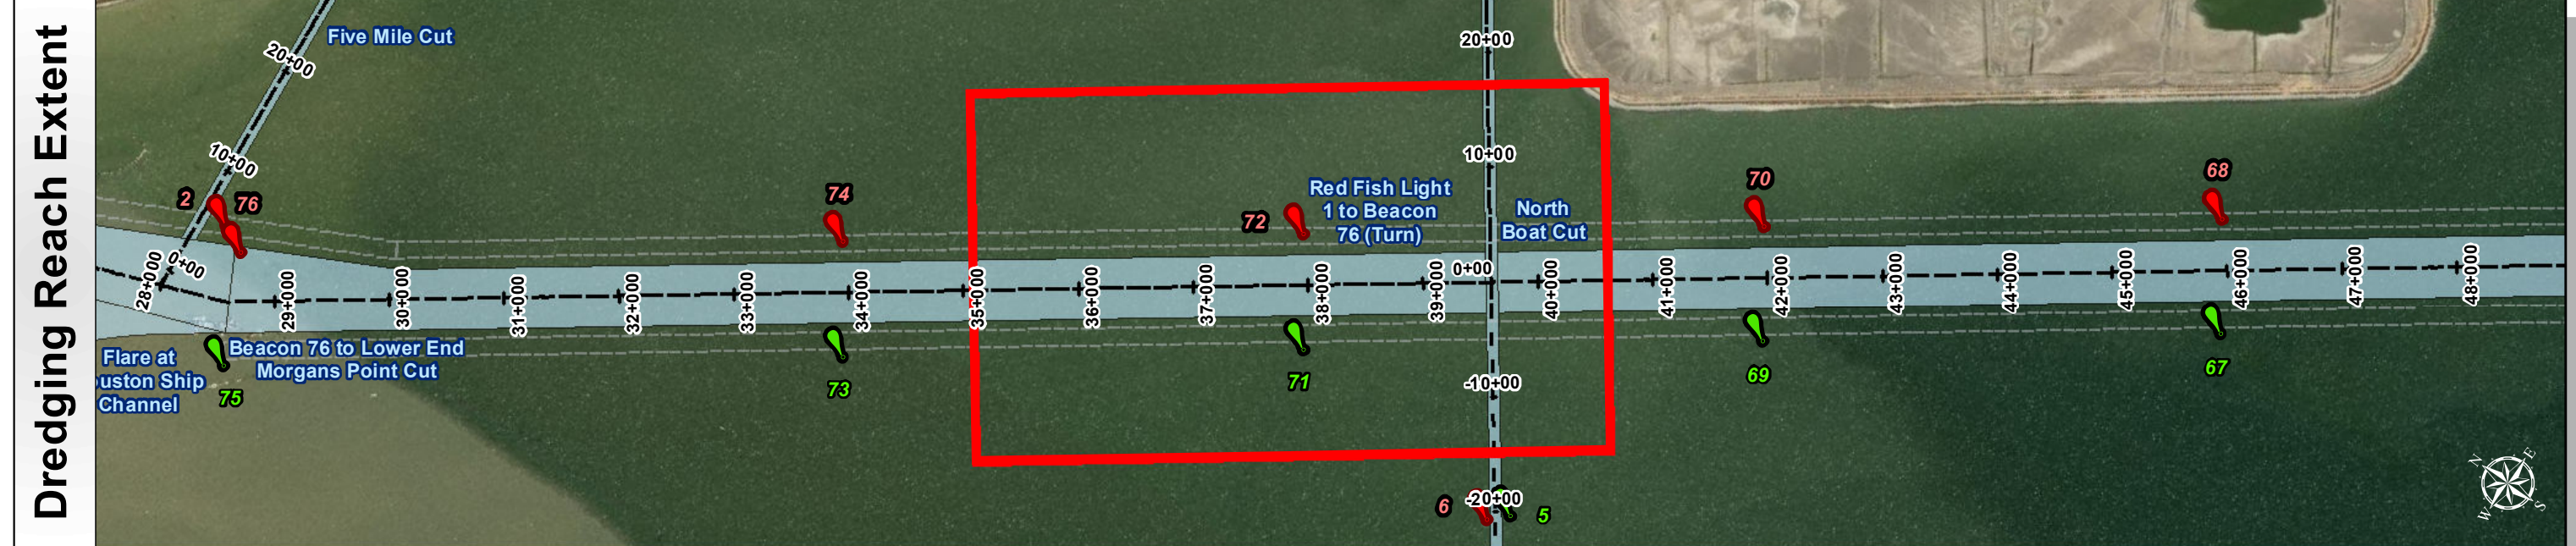 Dredging Reach Extent
Five Mile Cut
20+00
10+00
2
76
0+00
28+000
29+000
30+000
31+000
32+000
33+000
34+000
35+000
36+000
37+000
38+000
39+000
40+000
41+000
42+000
43+000
44+000
45+000
46+000
47+000
48+000
74
72
70
68
20+00
10+00
0+00
-10+00
-20+00
Red Fish Light
1 to Beacon
76 (Turn)
North
Boat Cut
Beacon 76 to Lower End
Morgans Point Cut
Flare at
uston Ship
Channel
75
73
71
69
67
6
5
N
E
W
S